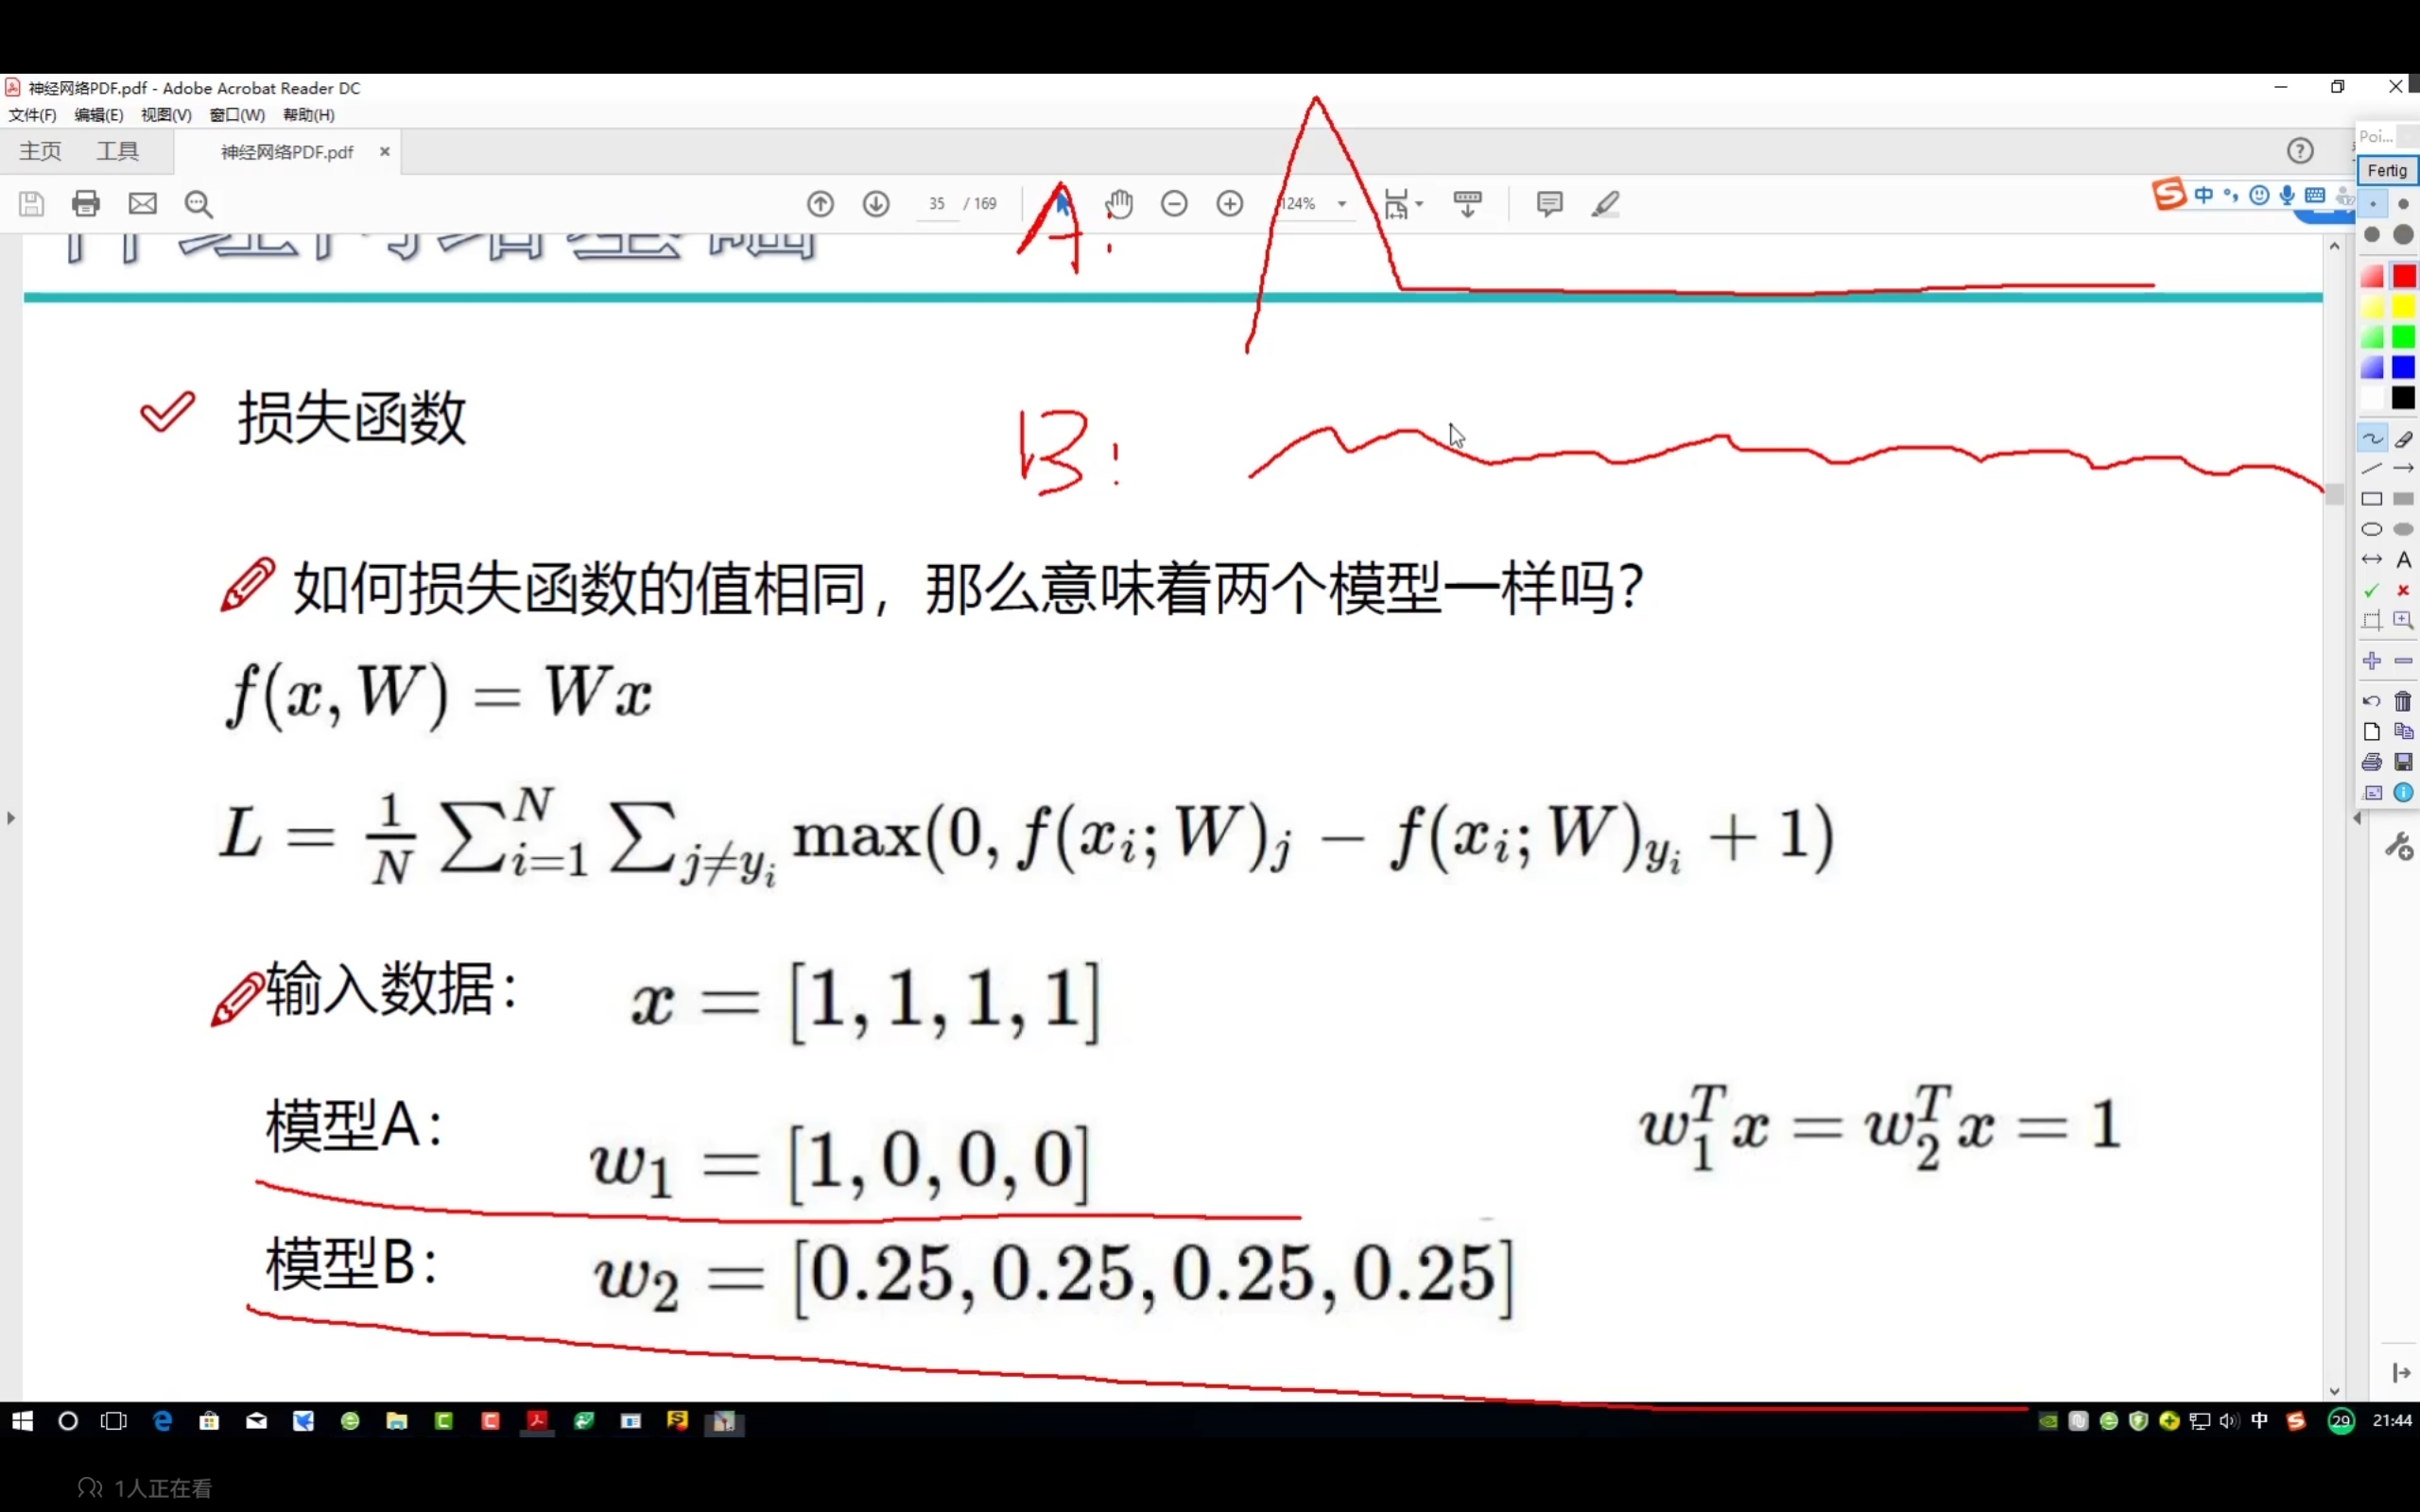 神经网络PDF.pdf - Adobe Acrobat Reader DC
文件(F) 编辑(E) 视图(V) 窗口(W) 帮助(H)
主页 工具 神经网络PDF.pdf ×
Poi...
Fertig
35 / 169 124%
中
A:
损失函数
B:
如何损失函数的值相同，那么意味着两个模型一样吗？
f(x, W) = Wx
L = \frac{1}{N} \sum_{i=1}^{N} \sum_{j≠y_i} max(0, f(x_i; W)_j − f(x_i; W)_{y_i} + 1)
输入数据： x = [1, 1, 1, 1]
模型A： w_1 = [1, 0, 0, 0]
w_1^T x = w_2^T x = 1
模型B： w_2 = [0.25, 0.25, 0.25, 0.25]
中 29 21:44
1人正在看